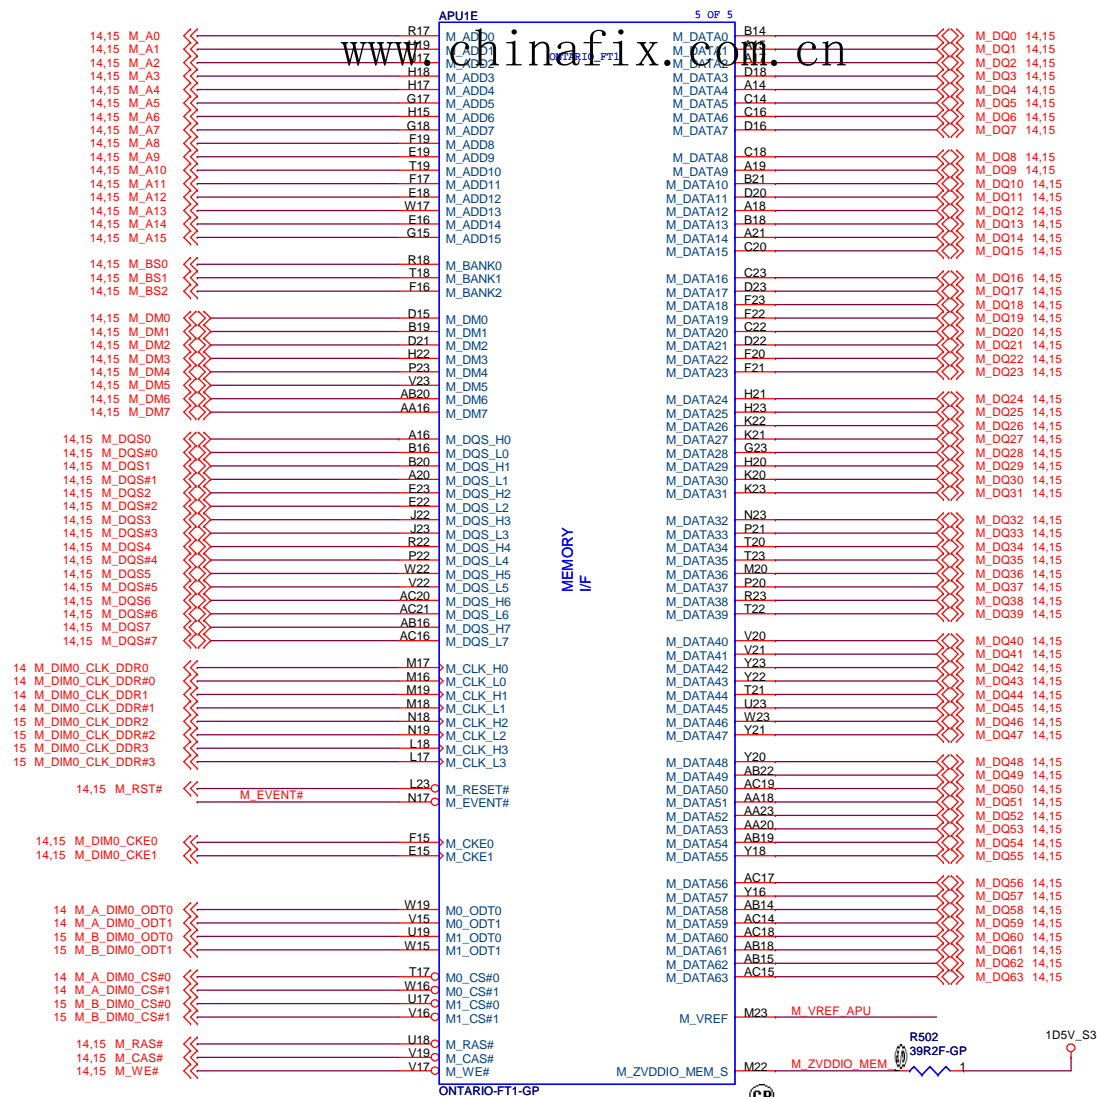 APU1E
5 OF 5
www.chinafix.com.cn
ONTARIO_FT1
14,15 M_A0 R17 M_ADD0
14,15 M_A1 M_ADD1
14,15 M_A2 M_ADD2
14,15 M_A3 H18 M_ADD3
14,15 M_A4 H17 M_ADD4
14,15 M_A5 G17 M_ADD5
14,15 M_A6 H15 M_ADD6
14,15 M_A7 G18 M_ADD7
14,15 M_A8 F19 M_ADD8
14,15 M_A9 E19 M_ADD9
14,15 M_A10 T19 M_ADD10
14,15 M_A11 F17 M_ADD11
14,15 M_A12 E18 M_ADD12
14,15 M_A13 W17 M_ADD13
14,15 M_A14 E16 M_ADD14
14,15 M_A15 G15 M_ADD15
14,15 M_BS0 R18 M_BANK0
14,15 M_BS1 T18 M_BANK1
14,15 M_BS2 F16 M_BANK2
14,15 M_DM0 D15 M_DM0
14,15 M_DM1 B19 M_DM1
14,15 M_DM2 D21 M_DM2
14,15 M_DM3 H22 M_DM3
14,15 M_DM4 P23 M_DM4
14,15 M_DM5 V23 M_DM5
14,15 M_DM6 AB20 M_DM6
14,15 M_DM7 AA16 M_DM7
14,15 M_DQS0 A16 M_DQS_H0
14,15 M_DQS#0 B16 M_DQS_L0
14,15 M_DQS1 B20 M_DQS_H1
14,15 M_DQS#1 A20 M_DQS_L1
14,15 M_DQS2 E23 M_DQS_H2
14,15 M_DQS#2 E22 M_DQS_L2
14,15 M_DQS3 J22 M_DQS_H3
14,15 M_DQS#3 J23 M_DQS_L3
14,15 M_DQS4 R22 M_DQS_H4
14,15 M_DQS#4 P22 M_DQS_L4
14,15 M_DQS5 W22 M_DQS_H5
14,15 M_DQS#5 V22 M_DQS_L5
14,15 M_DQS6 AC20 M_DQS_H6
14,15 M_DQS#6 AC21 M_DQS_L6
14,15 M_DQS7 AB16 M_DQS_H7
14,15 M_DQS#7 AC16 M_DQS_L7
14 M_DIM0_CLK_DDR0 M17 M_CLK_H0
14 M_DIM0_CLK_DDR#0 M16 M_CLK_L0
14 M_DIM0_CLK_DDR1 M19 M_CLK_H1
14 M_DIM0_CLK_DDR#1 M18 M_CLK_L1
15 M_DIM0_CLK_DDR2 N18 M_CLK_H2
15 M_DIM0_CLK_DDR#2 N19 M_CLK_L2
15 M_DIM0_CLK_DDR3 L18 M_CLK_H3
15 M_DIM0_CLK_DDR#3 L17 M_CLK_L3
14,15 M_RST# L23 M_RESET#
M_EVENT# N17 M_EVENT#
14,15 M_DIM0_CKE0 F15 M_CKE0
14,15 M_DIM0_CKE1 E15 M_CKE1
14 M_A_DIM0_ODT0 W19 M0_ODT0
14 M_A_DIM0_ODT1 V15 M0_ODT1
15 M_B_DIM0_ODT0 U19 M1_ODT0
15 M_B_DIM0_ODT1 W15 M1_ODT1
14 M_A_DIM0_CS#0 T17 M0_CS#0
14 M_A_DIM0_CS#1 W16 M0_CS#1
15 M_B_DIM0_CS#0 U17 M1_CS#0
15 M_B_DIM0_CS#1 V16 M1_CS#1
14,15 M_RAS# U18 M_RAS#
14,15 M_CAS# V19 M_CAS#
14,15 M_WE# V17 M_WE#
MEMORY
I/F
M_DATA0 B14 M_DQ0 14,15
M_DATA1 M_DQ1 14,15
M_DATA2 M_DQ2 14,15
M_DATA3 D18 M_DQ3 14,15
M_DATA4 A14 M_DQ4 14,15
M_DATA5 C14 M_DQ5 14,15
M_DATA6 C16 M_DQ6 14,15
M_DATA7 D16 M_DQ7 14,15
M_DATA8 C18 M_DQ8 14,15
M_DATA9 A19 M_DQ9 14,15
M_DATA10 B21 M_DQ10 14,15
M_DATA11 D20 M_DQ11 14,15
M_DATA12 A18 M_DQ12 14,15
M_DATA13 B18 M_DQ13 14,15
M_DATA14 A21 M_DQ14 14,15
M_DATA15 C20 M_DQ15 14,15
M_DATA16 C23 M_DQ16 14,15
M_DATA17 D23 M_DQ17 14,15
M_DATA18 F23 M_DQ18 14,15
M_DATA19 F22 M_DQ19 14,15
M_DATA20 C22 M_DQ20 14,15
M_DATA21 D22 M_DQ21 14,15
M_DATA22 F20 M_DQ22 14,15
M_DATA23 F21 M_DQ23 14,15
M_DATA24 H21 M_DQ24 14,15
M_DATA25 H23 M_DQ25 14,15
M_DATA26 K22 M_DQ26 14,15
M_DATA27 K21 M_DQ27 14,15
M_DATA28 G23 M_DQ28 14,15
M_DATA29 H20 M_DQ29 14,15
M_DATA30 K20 M_DQ30 14,15
M_DATA31 K23 M_DQ31 14,15
M_DATA32 N23 M_DQ32 14,15
M_DATA33 P21 M_DQ33 14,15
M_DATA34 T20 M_DQ34 14,15
M_DATA35 T23 M_DQ35 14,15
M_DATA36 M20 M_DQ36 14,15
M_DATA37 P20 M_DQ37 14,15
M_DATA38 R23 M_DQ38 14,15
M_DATA39 T22 M_DQ39 14,15
M_DATA40 V20 M_DQ40 14,15
M_DATA41 V21 M_DQ41 14,15
M_DATA42 Y23 M_DQ42 14,15
M_DATA43 Y22 M_DQ43 14,15
M_DATA44 T21 M_DQ44 14,15
M_DATA45 U23 M_DQ45 14,15
M_DATA46 W23 M_DQ46 14,15
M_DATA47 Y21 M_DQ47 14,15
M_DATA48 Y20 M_DQ48 14,15
M_DATA49 AB22 M_DQ49 14,15
M_DATA50 AC19 M_DQ50 14,15
M_DATA51 AA18 M_DQ51 14,15
M_DATA52 AA23 M_DQ52 14,15
M_DATA53 AA20 M_DQ53 14,15
M_DATA54 AB19 M_DQ54 14,15
M_DATA55 Y18 M_DQ55 14,15
M_DATA56 AC17 M_DQ56 14,15
M_DATA57 Y16 M_DQ57 14,15
M_DATA58 AB14 M_DQ58 14,15
M_DATA59 AC14 M_DQ59 14,15
M_DATA60 AC18 M_DQ60 14,15
M_DATA61 AB18 M_DQ61 14,15
M_DATA62 AB15 M_DQ62 14,15
M_DATA63 AC15 M_DQ63 14,15
M_VREF M23 M_VREF_APU
R502
39R2F-GP
1D5V_S3
M_ZVDDIO_MEM_S M22 M_ZVDDIO_MEM 1
ONTARIO-FT1-GP